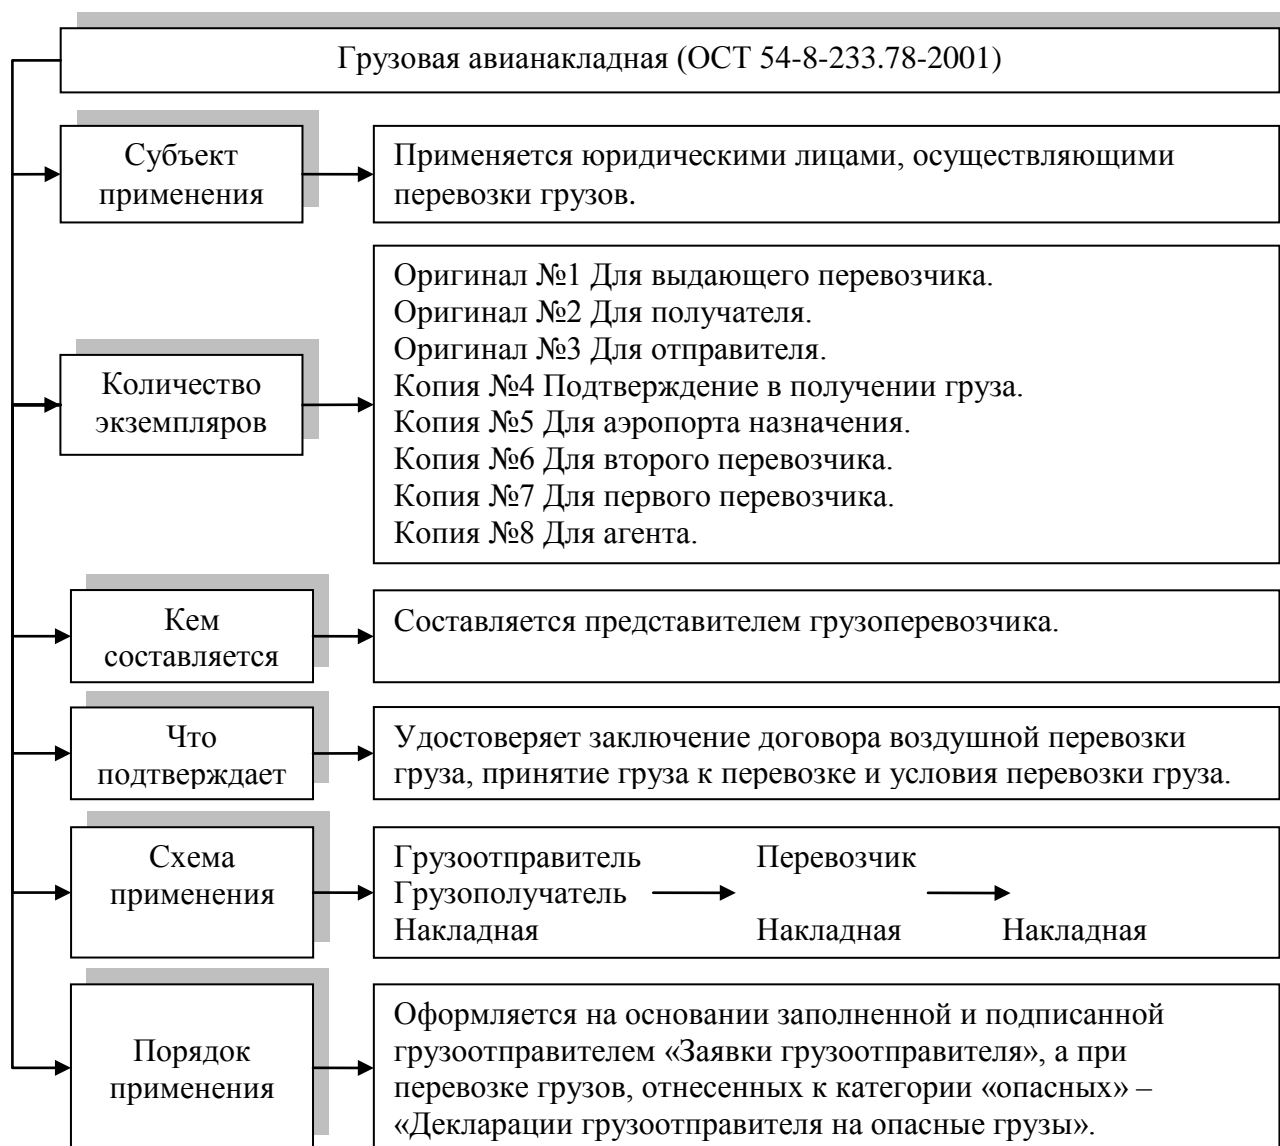 Грузовая авианакладная (ОСТ 54-8-233.78-2001)
Субъект
применения
Применяется юридическими лицами, осуществляющими
перевозки грузов.
Количество
экземпляров
Оригинал №1 Для выдающего перевозчика.
Оригинал №2 Для получателя.
Оригинал №3 Для отправителя.
Копия №4 Подтверждение в получении груза.
Копия №5 Для аэропорта назначения.
Копия №6 Для второго перевозчика.
Копия №7 Для первого перевозчика.
Копия №8 Для агента.
Кем
составляется
Составляется представителем грузоперевозчика.
Что
подтверждает
Удостоверяет заключение договора воздушной перевозки
груза, принятие груза к перевозке и условия перевозки груза.
Схема
применения
Грузоотправитель Перевозчик
Грузополучатель
Накладная Накладная Накладная
Порядок
применения
Оформляется на основании заполненной и подписанной
грузоотправителем «Заявки грузоотправителя», а при
перевозке грузов, отнесенных к категории «опасных» –
«Декларации грузоотправителя на опасные грузы».